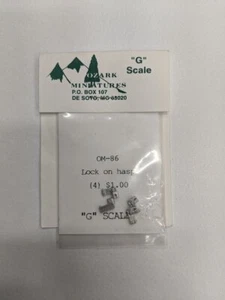 "G"
Scale
OZARK
MINIATURES
P.O. BOX 107
DE SOTO, MO 63020
OM-86
Lock on hasp
(4) $1.00
"G" SCALE